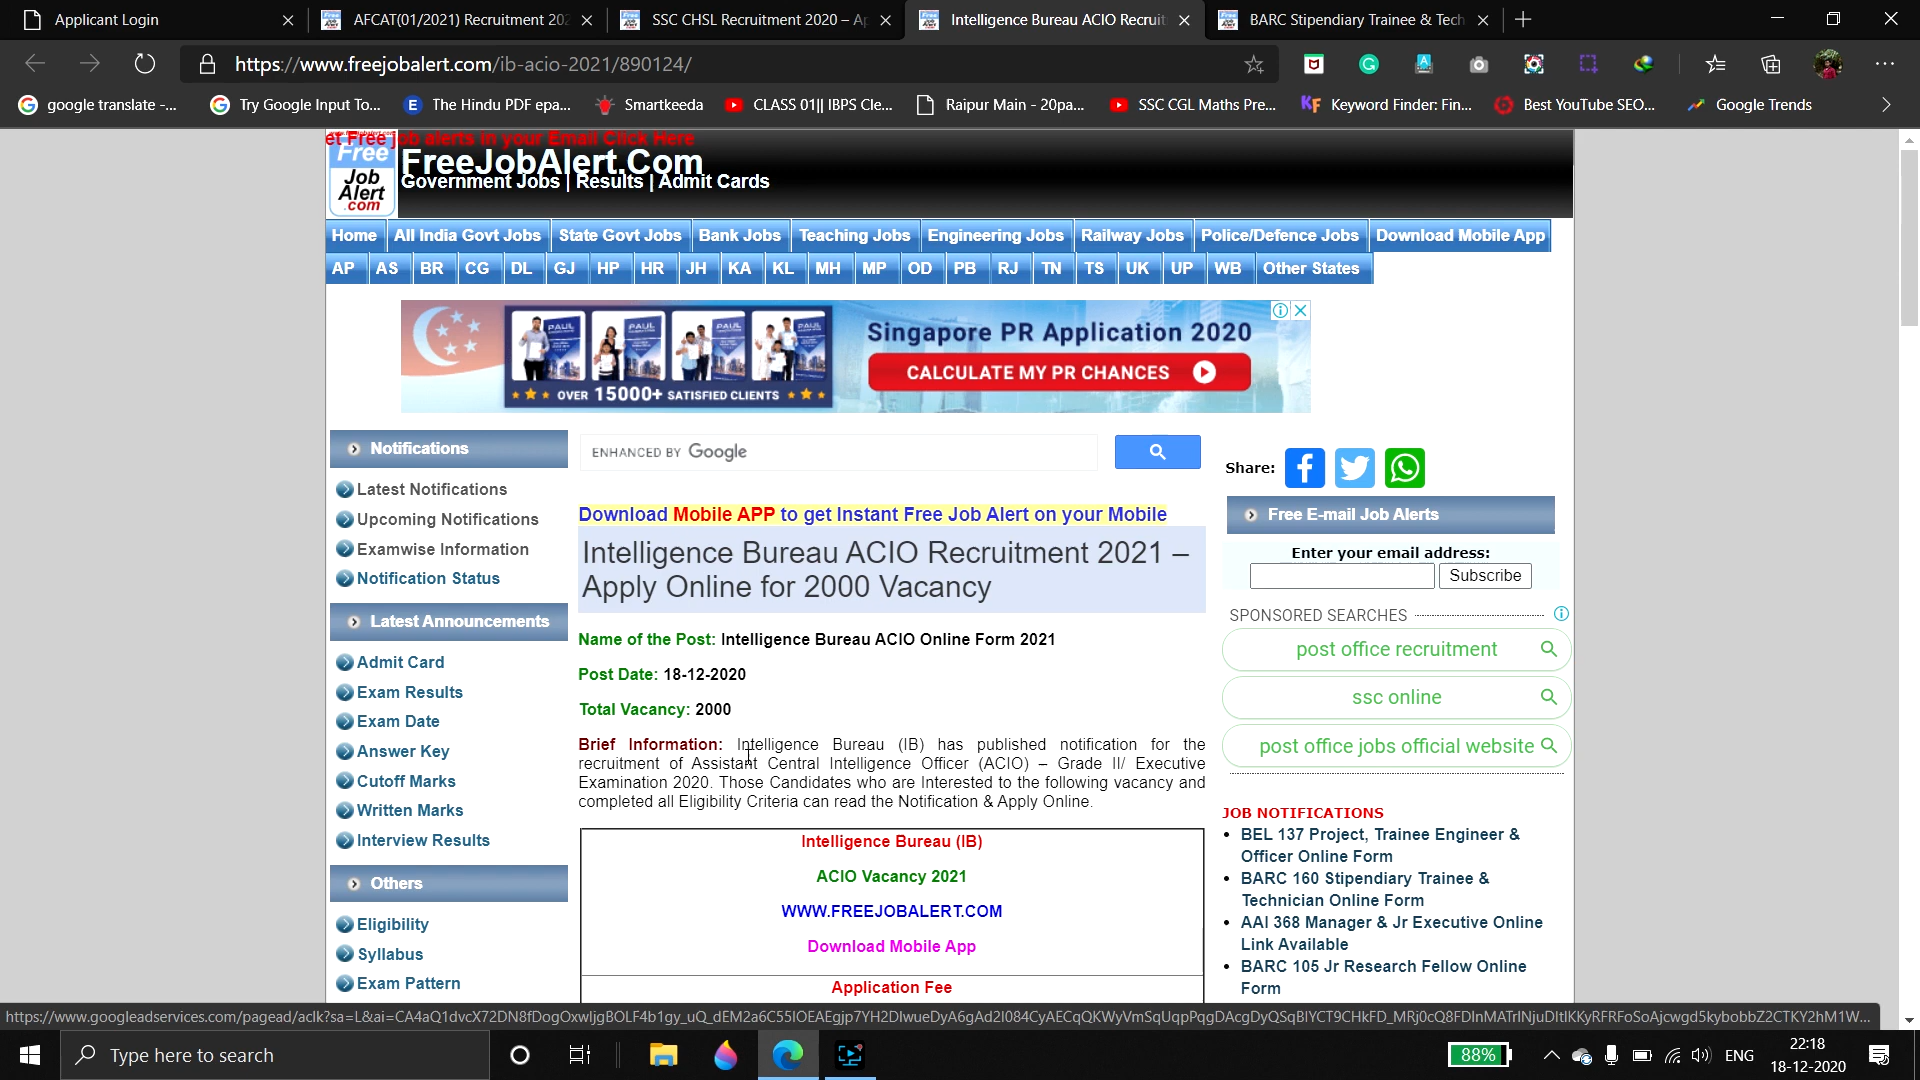 Applicant Login
AFCAT(01/2021) Recruitment 202
SSC CHSL Recruitment 2020 – Ap
Intelligence Bureau ACIO Recruit
BARC Stipendiary Trainee & Tech
https://www.freejobalert.com/ib-acio-2021/890124/
google translate -...
Try Google Input To...
The Hindu PDF epa...
Smartkeeda
CLASS 01|| IBPS Cle...
Raipur Main - 20pa...
SSC CGL Maths Pre...
Keyword Finder: Fin...
Best YouTube SEO...
Google Trends
et Free job alerts in your Email Click Here
Free
Job
Alert
.com
FreeJobAlert.Com
Government Jobs | Results | Admit Cards
Home All India Govt Jobs State Govt Jobs Bank Jobs Teaching Jobs Engineering Jobs Railway Jobs Police/Defence Jobs Download Mobile App
AP AS BR CG DL GJ HP HR JH KA KL MH MP OD PB RJ TN TS UK UP WB Other States
PAUL PAUL PAUL PAUL
OVER 15000+ SATISFIED CLIENTS
Singapore PR Application 2020
CALCULATE MY PR CHANCES
Notifications
Latest Notifications
Upcoming Notifications
Examwise Information
Notification Status
Latest Announcements
Admit Card
Exam Results
Exam Date
Answer Key
Cutoff Marks
Written Marks
Interview Results
Others
Eligibility
Syllabus
Exam Pattern
ENHANCED BY Google
Download Mobile APP to get Instant Free Job Alert on your Mobile
Intelligence Bureau ACIO Recruitment 2021 –
Apply Online for 2000 Vacancy
Name of the Post: Intelligence Bureau ACIO Online Form 2021
Post Date: 18-12-2020
Total Vacancy: 2000
Brief Information: Intelligence Bureau (IB) has published notification for the
recruitment of Assistant Central Intelligence Officer (ACIO) – Grade II/ Executive
Examination 2020. Those Candidates who are Interested to the following vacancy and
completed all Eligibility Criteria can read the Notification & Apply Online.
Intelligence Bureau (IB)
ACIO Vacancy 2021
WWW.FREEJOBALERT.COM
Download Mobile App
Application Fee
Share:
Free E-mail Job Alerts
Enter your email address:
Subscribe
SPONSORED SEARCHES
post office recruitment
ssc online
post office jobs official website
JOB NOTIFICATIONS
BEL 137 Project, Trainee Engineer &
Officer Online Form
BARC 160 Stipendiary Trainee &
Technician Online Form
AAI 368 Manager & Jr Executive Online
Link Available
BARC 105 Jr Research Fellow Online
Form
Type here to search
88%
ENG
22:18
18-12-2020